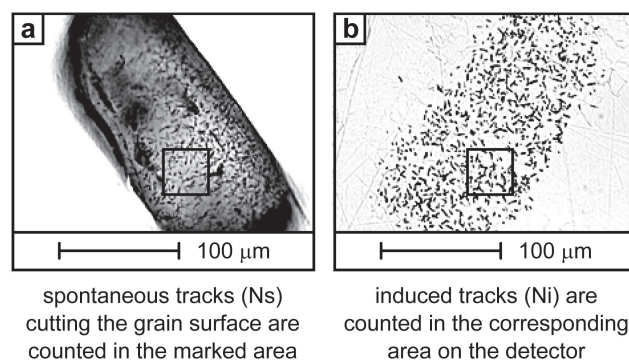 a
b
100 μm
100 μm
spontaneous tracks (Ns)
cutting the grain surface are
counted in the marked area
induced tracks (Ni) are
counted in the corresponding
area on the detector